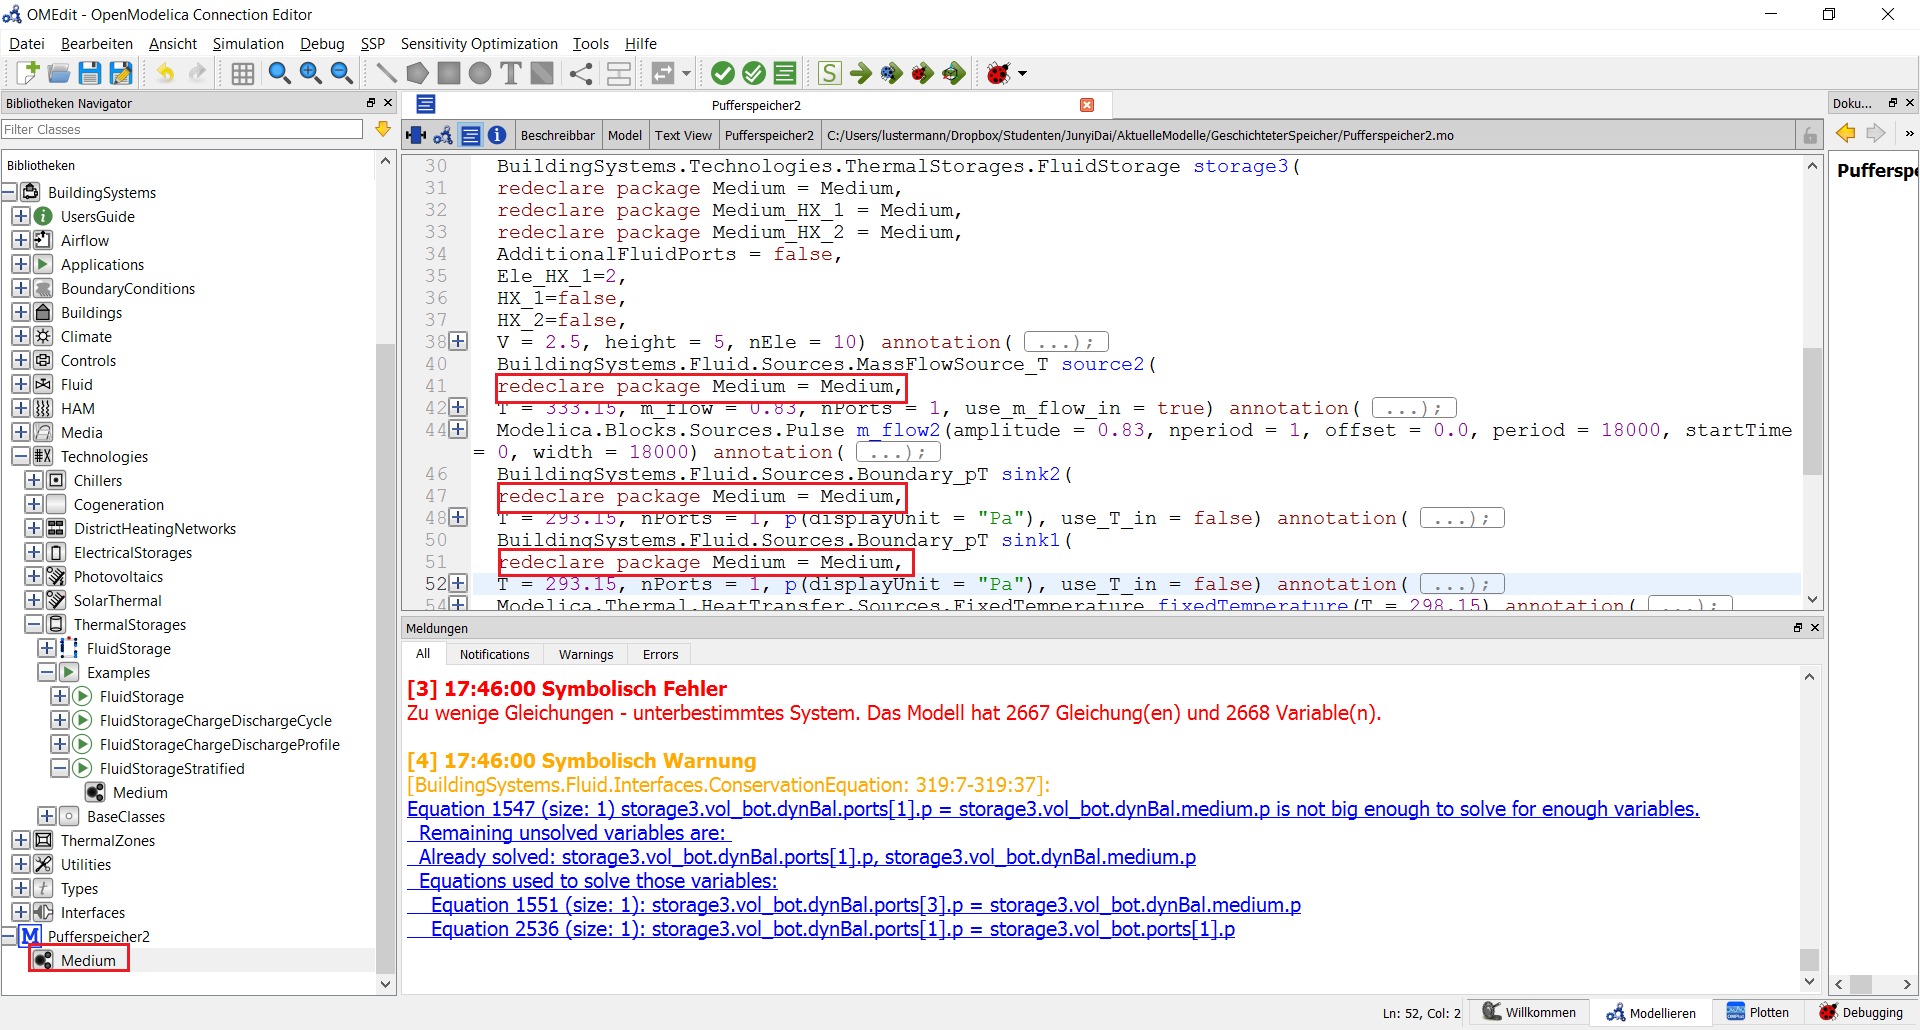 OMEdit - OpenModelica Connection Editor
Datei Bearbeiten Ansicht Simulation Debug SSP Sensitivity Optimization Tools Hilfe
Bibliotheken Navigator
Filter Classes
Bibliotheken
BuildingSystems
UsersGuide
Airflow
Applications
BoundaryConditions
Buildings
Climate
Controls
Fluid
HAM
Media
Technologies
Chillers
Cogeneration
DistrictHeatingNetworks
ElectricalStorages
Photovoltaics
SolarThermal
ThermalStorages
FluidStorage
Examples
FluidStorage
FluidStorageChargeDischargeCycle
FluidStorageChargeDischargeProfile
FluidStorageStratified
Medium
BaseClasses
ThermalZones
Utilities
Types
Interfaces
Pufferspeicher2
Medium
Pufferspeicher2
Beschreibbar Model Text View Pufferspeicher2 C:/Users/lustermann/Dropbox/Studenten/JunyiDai/AktuelleModelle/GeschichteterSpeicher/Pufferspeicher2.mo
30 BuildingSystems.Technologies.ThermalStorages.FluidStorage storage3(
31 redeclare package Medium = Medium,
32 redeclare package Medium_HX_1 = Medium,
33 redeclare package Medium_HX_2 = Medium,
34 AdditionalFluidPorts = false,
35 Ele_HX_1=2,
36 HX_1=false,
37 HX_2=false,
38 V = 2.5, height = 5, nEle = 10) annotation( ...);
40 BuildingSystems.Fluid.Sources.MassFlowSource_T source2(
41 redeclare package Medium = Medium,
42 T = 333.15, m_flow = 0.83, nPorts = 1, use_m_flow_in = true) annotation( ...);
44 Modelica.Blocks.Sources.Pulse m_flow2(amplitude = 0.83, nperiod = 1, offset = 0.0, period = 18000, startTime
= 0, width = 18000) annotation( ...);
46 BuildingSystems.Fluid.Sources.Boundary_pT sink2(
47 redeclare package Medium = Medium,
48 T = 293.15, nPorts = 1, p(displayUnit = "Pa"), use_T_in = false) annotation( ...);
50 BuildingSystems.Fluid.Sources.Boundary_pT sink1(
51 redeclare package Medium = Medium,
52 T = 293.15, nPorts = 1, p(displayUnit = "Pa"), use_T_in = false) annotation( ...);
54 Modelica.Thermal.HeatTransfer.Sources.FixedTemperature fixedTemperature(T = 298.15) annotation( ...);
Meldungen
All Notifications Warnings Errors
[3] 17:46:00 Symbolisch Fehler
Zu wenige Gleichungen - unterbestimmtes System. Das Modell hat 2667 Gleichung(en) und 2668 Variable(n).
[4] 17:46:00 Symbolisch Warnung
[BuildingSystems.Fluid.Interfaces.ConservationEquation: 319:7-319:37]:
Equation 1547 (size: 1) storage3.vol_bot.dynBal.ports[1].p = storage3.vol_bot.dynBal.medium.p is not big enough to solve for enough variables.
Remaining unsolved variables are:
Already solved: storage3.vol_bot.dynBal.ports[1].p, storage3.vol_bot.dynBal.medium.p
Equations used to solve those variables:
Equation 1551 (size: 1): storage3.vol_bot.dynBal.ports[3].p = storage3.vol_bot.dynBal.medium.p
Equation 2536 (size: 1): storage3.vol_bot.dynBal.ports[1].p = storage3.vol_bot.ports[1].p
Doku...
»
Pufferspe
Ln: 52, Col: 2 Willkommen Modellieren Plotten Debugging